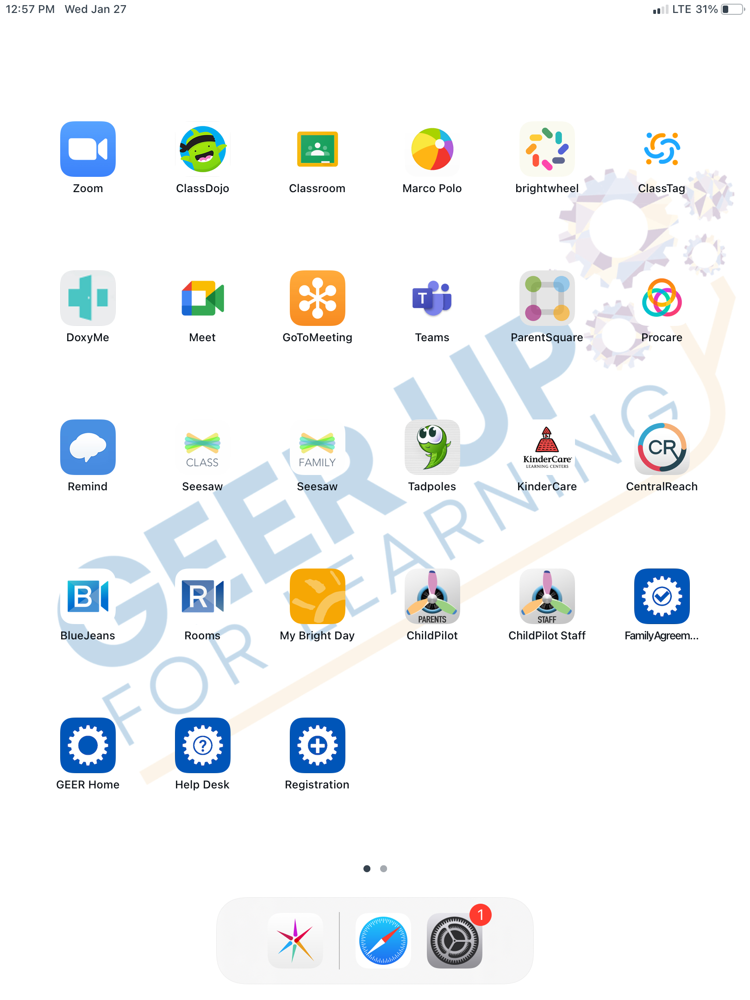 12:57 PM Wed Jan 27 LTE 31%
Zoom ClassDojo Classroom Marco Polo brightwheel ClassTag
T
DoxyMe Meet GoToMeeting Teams ParentSquare Procare
CLASS FAMILY KinderCare CR
LEARNING CENTERS
Remind Seesaw Seesaw Tadpoles KinderCare CentralReach
B R PARENTS STAFF
BlueJeans Rooms My Bright Day ChildPilot ChildPilot Staff FamilyAgreem...
?
GEER Home Help Desk Registration
GEER UP
FOR LEARNING
1